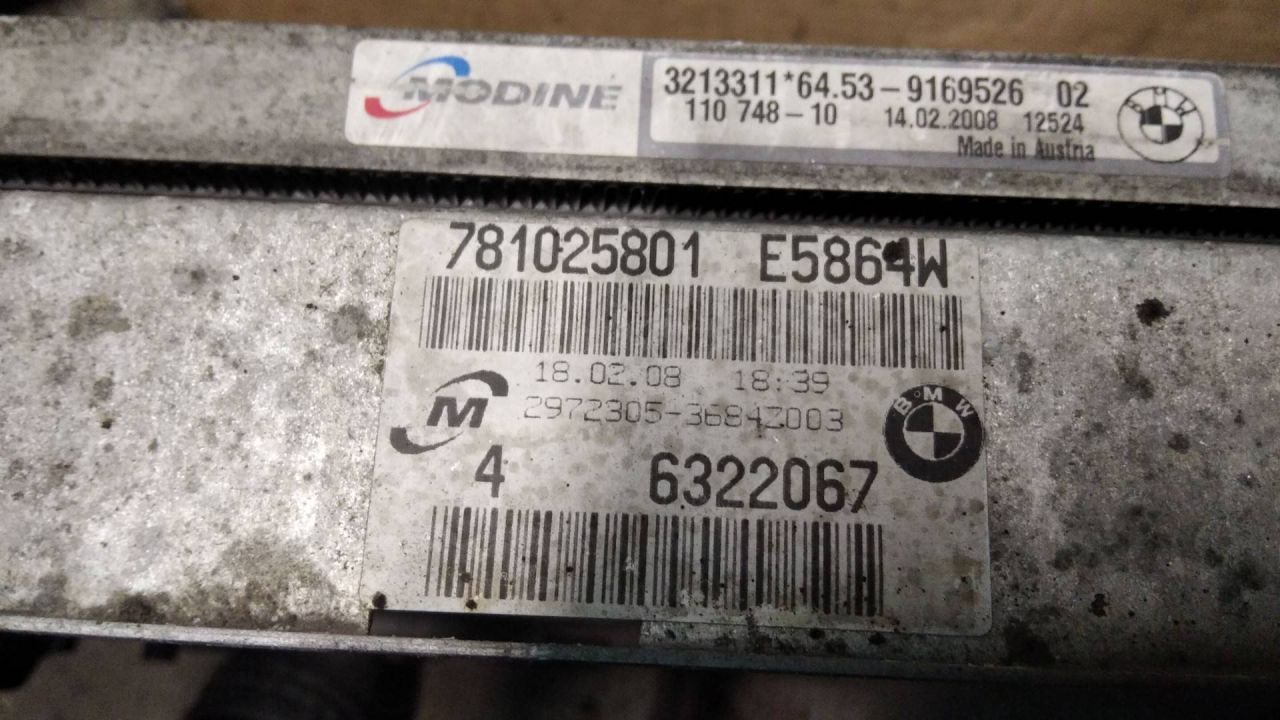 MODINE
3213311*64.53-9169526 02
110 748-10 14.02.2008 12524
Made in Austria
BMW
781025801 E5864W
18.02.08 18:39
2972305-3684Z003
M
BMW
4 6322067